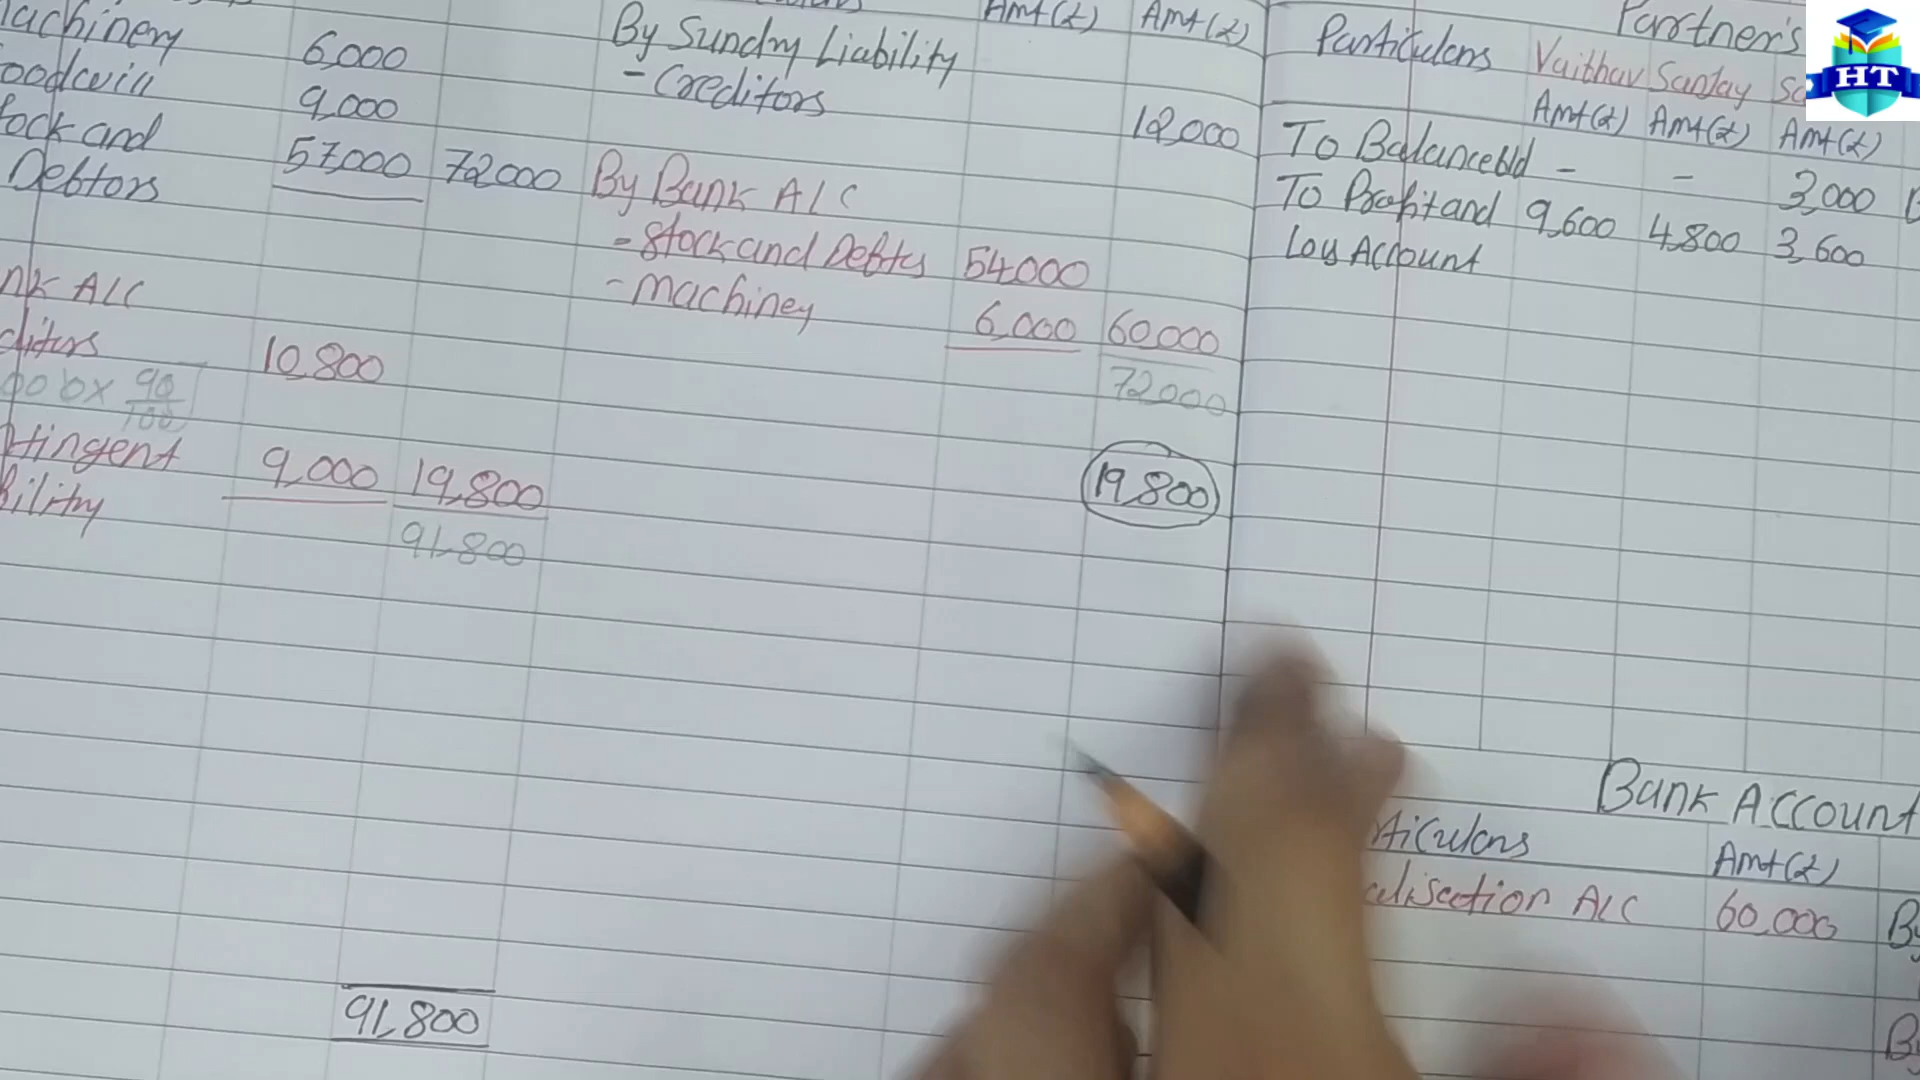 Amt(₹) Amt(₹)
achinery 6,000
oodwill 9,000
tock and
Debtors 57,000 72000
nk A/C
ditors 10,800
90
100
tingent 9,000 19,800
bility
91,800
91,800
By Sundry Liability
- Creditors 12,000
By Bank A/C
- Stock and Debts 54000
- Machiney 6,000 60,000
72000
19,800
Partner's
Particulars Vaibhav Sanjay
Amt(₹) Amt(₹) Amt(₹)
To Balance b/d - - 3,000
To Profit and 9,600 4,800 3,600
Loss Account
Bank Account
rticulars Amt(₹)
alisation A/C 60,000 By
By
HT